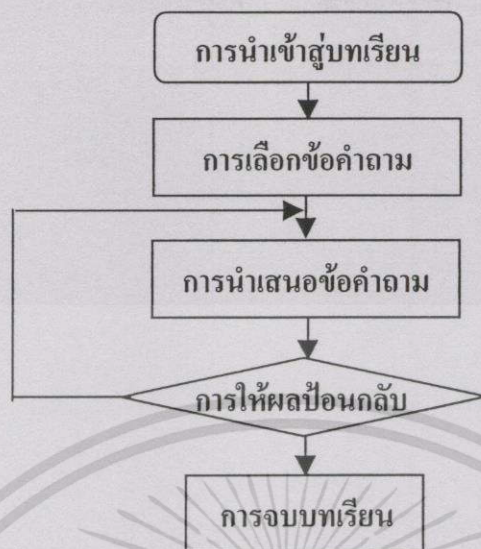 การนำเข้าสู่บทเรียน
การเลือกข้อคำถาม
การนำเสนอข้อคำถาม
การให้ผลป้อนกลับ
การจบบทเรียน